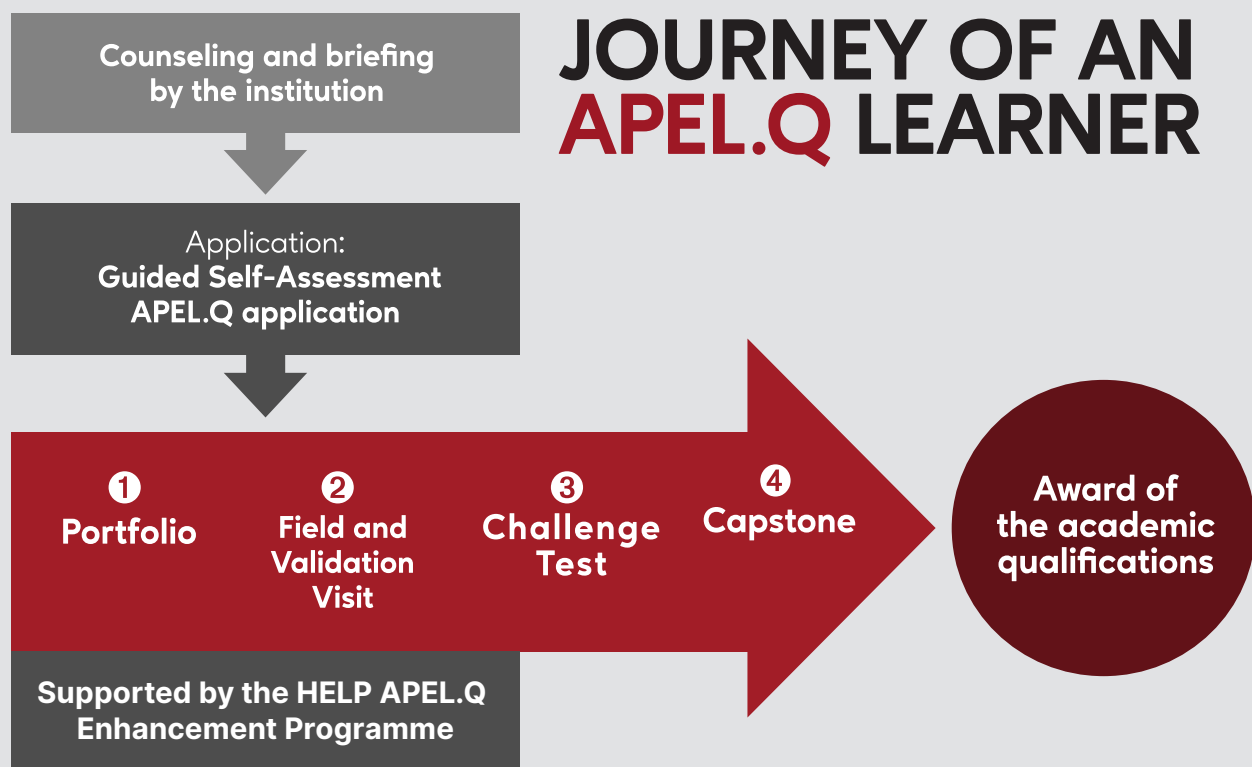 JOURNEY OF AN
APEL.Q LEARNER
Counseling and briefing
by the institution
Application:
Guided Self-Assessment
APEL.Q application
1
Portfolio
2
Field and
Validation
Visit
3
Challenge
Test
4
Capstone
Award of
the academic
qualifications
Supported by the HELP APEL.Q
Enhancement Programme